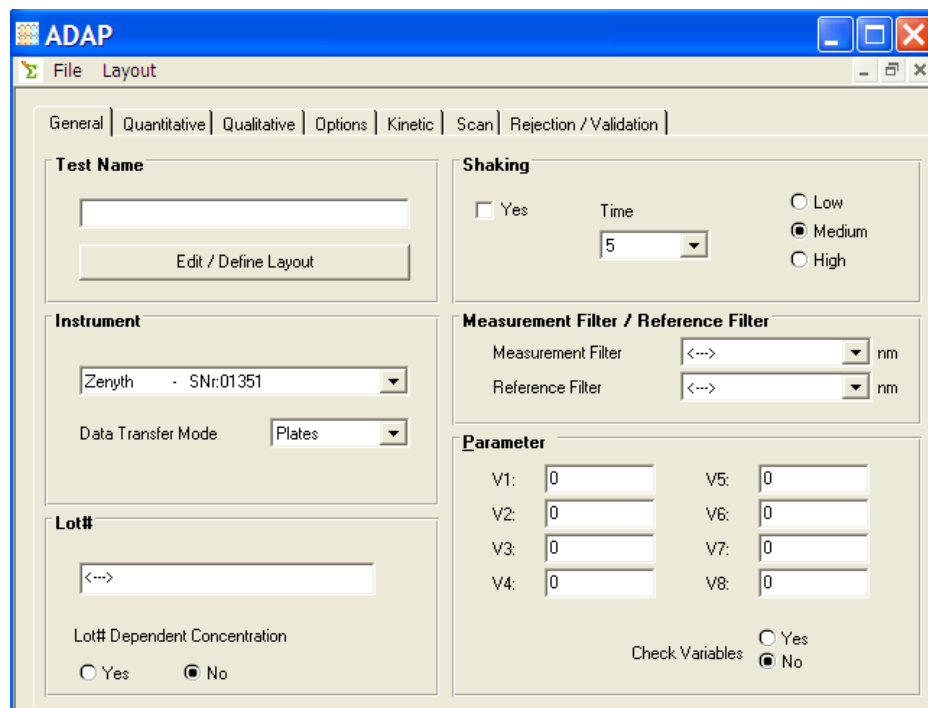 ADAP
File Layout
General Quantitative Qualitative Options Kinetic Scan Rejection / Validation
Test Name
Edit / Define Layout
Shaking
Yes
Time
5
Low
Medium
High
Instrument
Zenyth - SNr:01351
Data Transfer Mode Plates
Measurement Filter / Reference Filter
Measurement Filter <---> nm
Reference Filter <---> nm
Lot#
<--->
Lot# Dependent Concentration
Yes No
Parameter
V1: 0 V5: 0
V2: 0 V6: 0
V3: 0 V7: 0
V4: 0 V8: 0
Check Variables
Yes
No